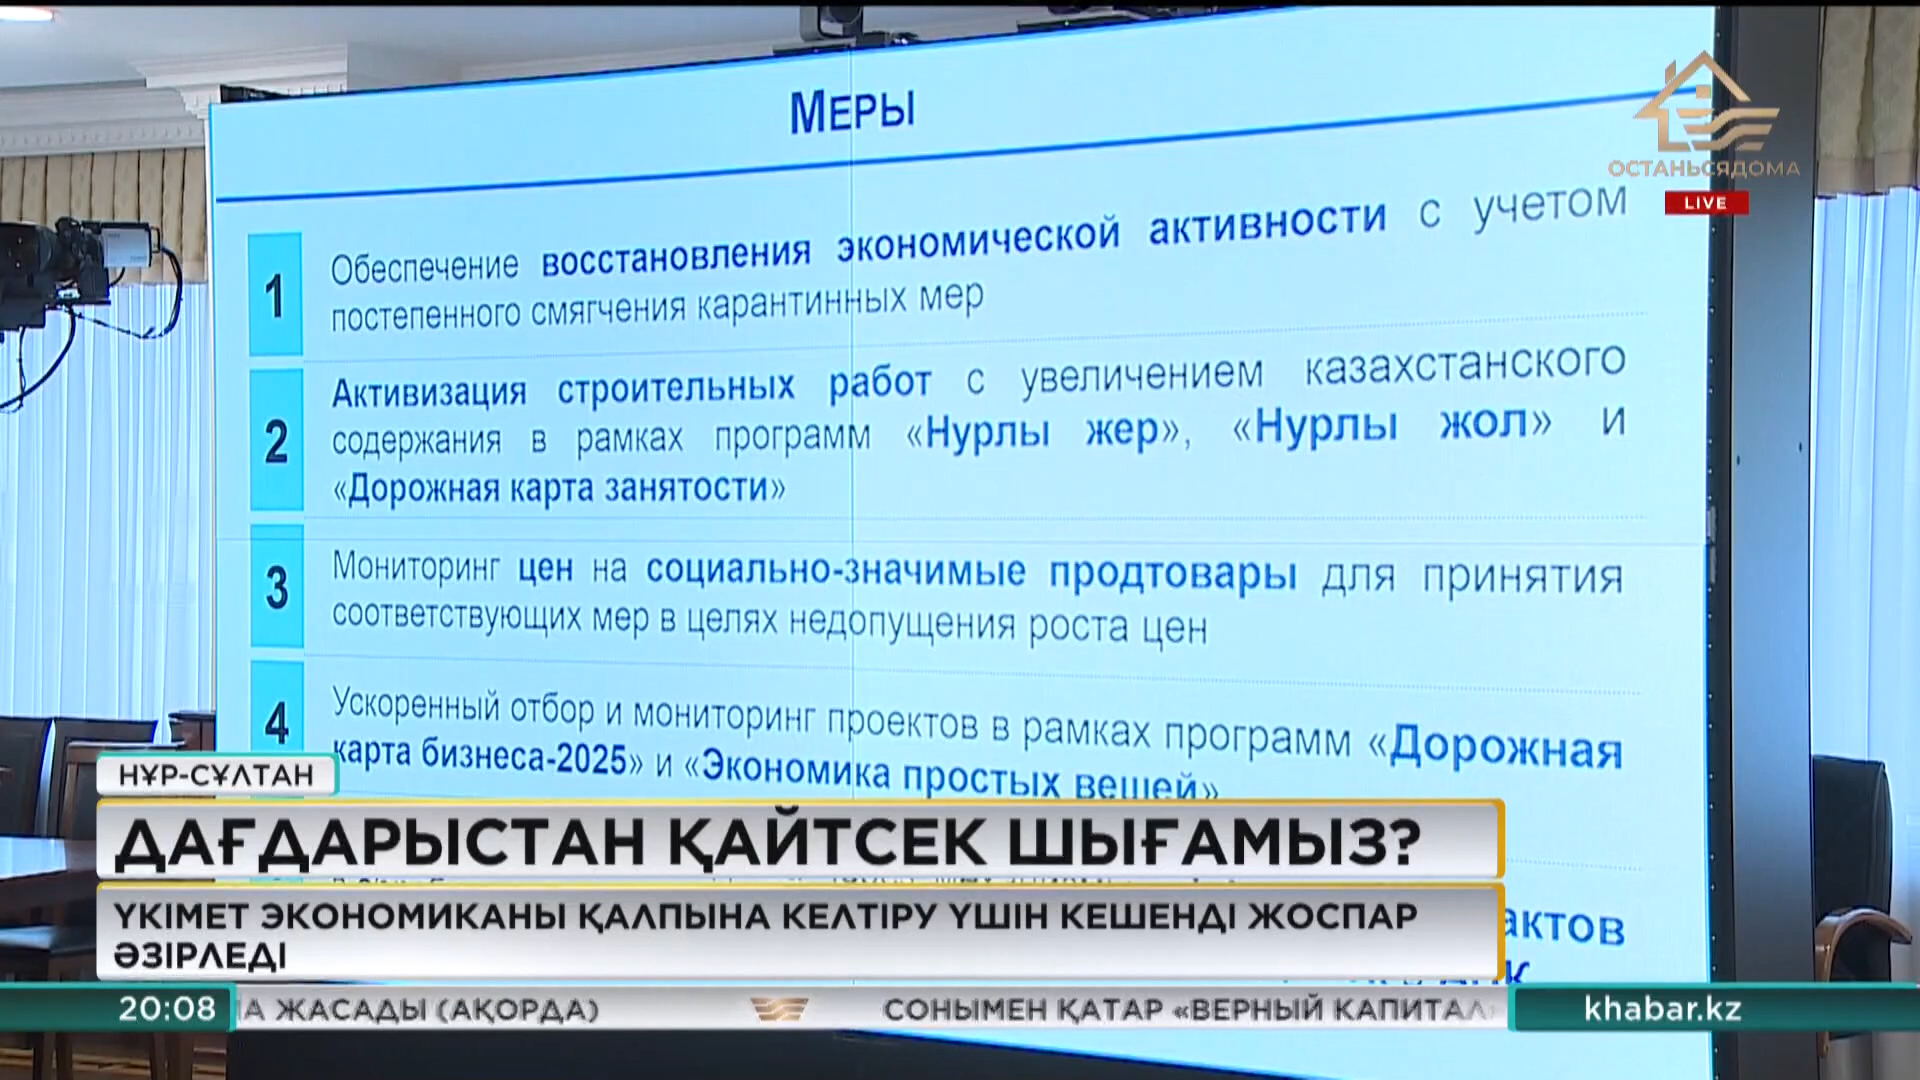 МЕРЫ
ОСТАНЬСЯДОМА
LIVE
1
Обеспечение восстановления экономической активности с учетом
постепенного смягчения карантинных мер
2
Активизация строительных работ с увеличением казахстанского
содержания в рамках программ «Нурлы жер», «Нурлы жол» и
«Дорожная карта занятости»
3
Мониторинг цен на социально-значимые продтовары для принятия
соответствующих мер в целях недопущения роста цен
4
Ускоренный отбор и мониторинг проектов в рамках программ «Дорожная
карта бизнеса-2025» и «Экономика простых вещей»
НҰР-СҰЛТАН
ДАҒДАРЫСТАН ҚАЙТСЕК ШЫҒАМЫЗ?
ҮКІМЕТ ЭКОНОМИКАНЫ ҚАЛПЫНА КЕЛТІРУ ҮШІН КЕШЕНДІ ЖОСПАР
ӘЗІРЛЕДІ
актов
20:08
ЖАСАДЫ (АҚОРДА)
СОНЫМЕН ҚАТАР «ВЕРНЫЙ КАПИТАЛ
khabar.kz